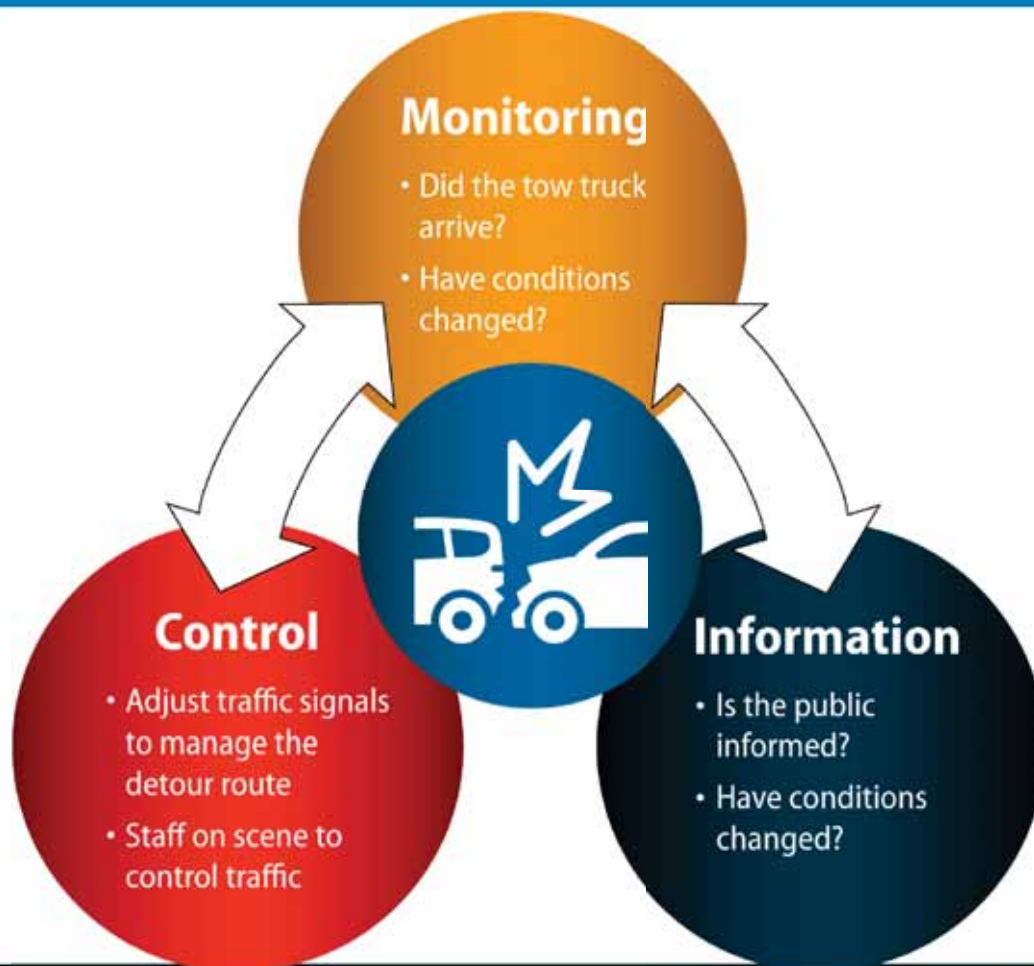 Monitoring
• Did the tow truck
arrive?
• Have conditions
changed?
Control
• Adjust traffic signals
to manage the
detour route
• Staff on scene to
control traffic
Information
• Is the public
informed?
• Have conditions
changed?